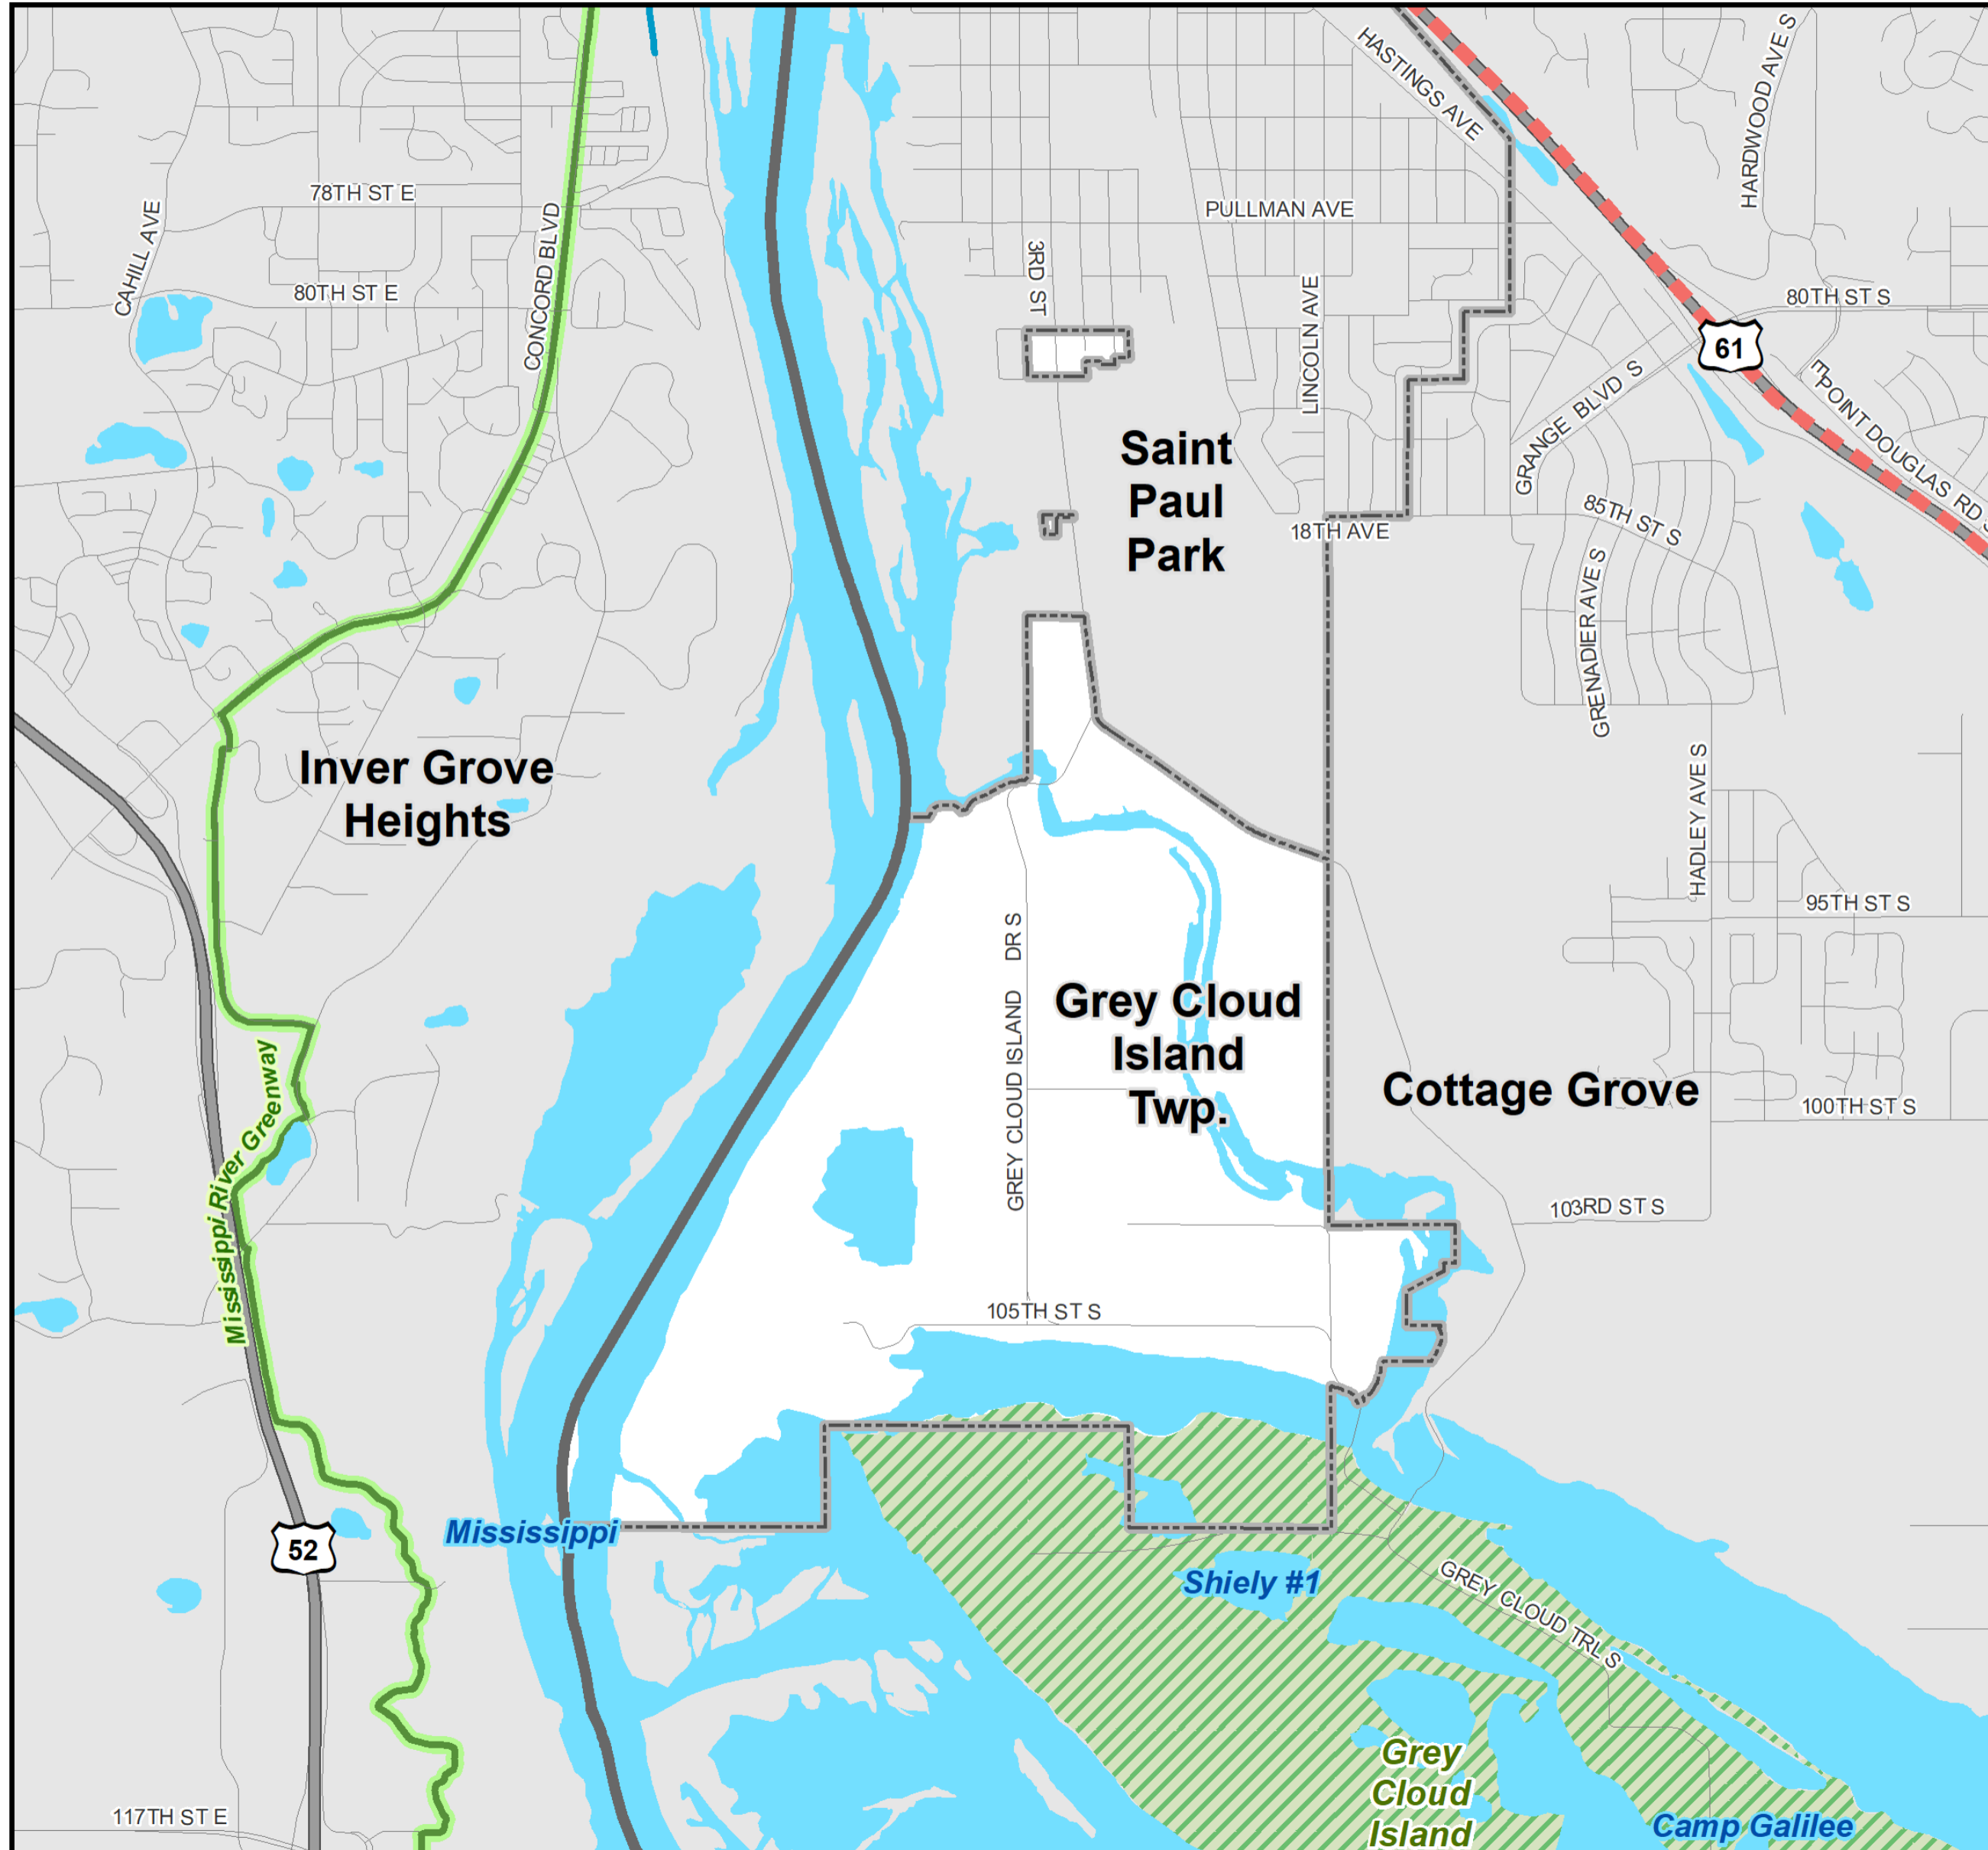 HASTINGS AVE
HARDWOOD AVE S
78TH ST E
PULLMAN AVE
CAHILL AVE
CONCORD BLVD
3RD ST
80TH ST E
LINCOLN AVE
80TH ST S
61
GRANGE BLVD S
E POINT DOUGLAS RD S
Saint
Paul
Park
18TH AVE
85TH ST S
GRENADIER AVE S
Inver Grove
Heights
HADLEY AVE S
95TH ST S
GREY CLOUD ISLAND DR S
Grey Cloud
Island
Twp.
Cottage Grove
100TH ST S
Mississippi River Greenway
103RD ST S
105TH ST S
Mississippi
52
Shiely #1
GREY CLOUD TRL S
Grey
Cloud
Island
117TH ST E
Camp Galilee